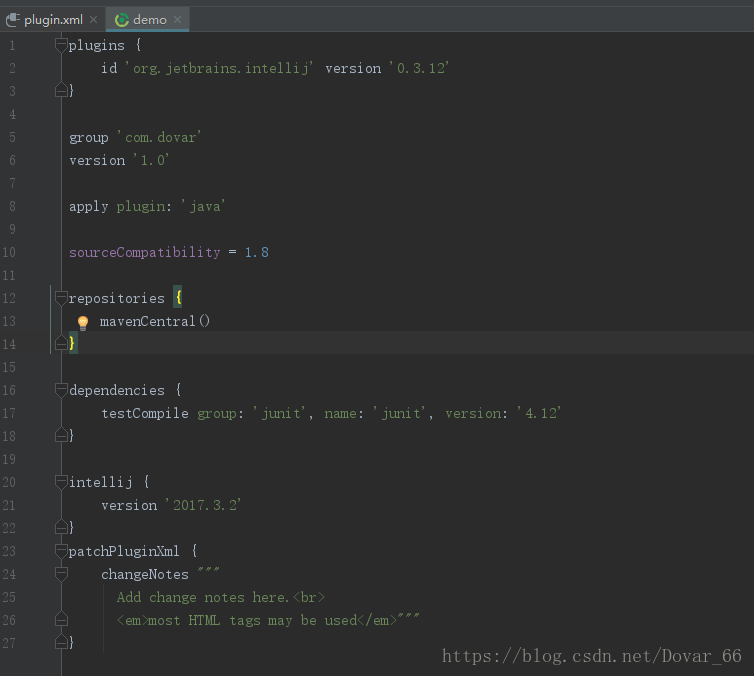 plugin.xml demo
1 plugins {
2 id 'org.jetbrains.intellij' version '0.3.12'
3 }
4
5 group 'com.dovar'
6 version '1.0'
7
8 apply plugin: 'java'
9
10 sourceCompatibility = 1.8
11
12 repositories {
13 mavenCentral()
14 }
15
16 dependencies {
17 testCompile group: 'junit', name: 'junit', version: '4.12'
18 }
19
20 intellij {
21 version '2017.3.2'
22 }
23 patchPluginXml {
24 changeNotes """
25 Add change notes here.<br>
26 <em>most HTML tags may be used</em>"""
27 }
https://blog.csdn.net/Dovar_66